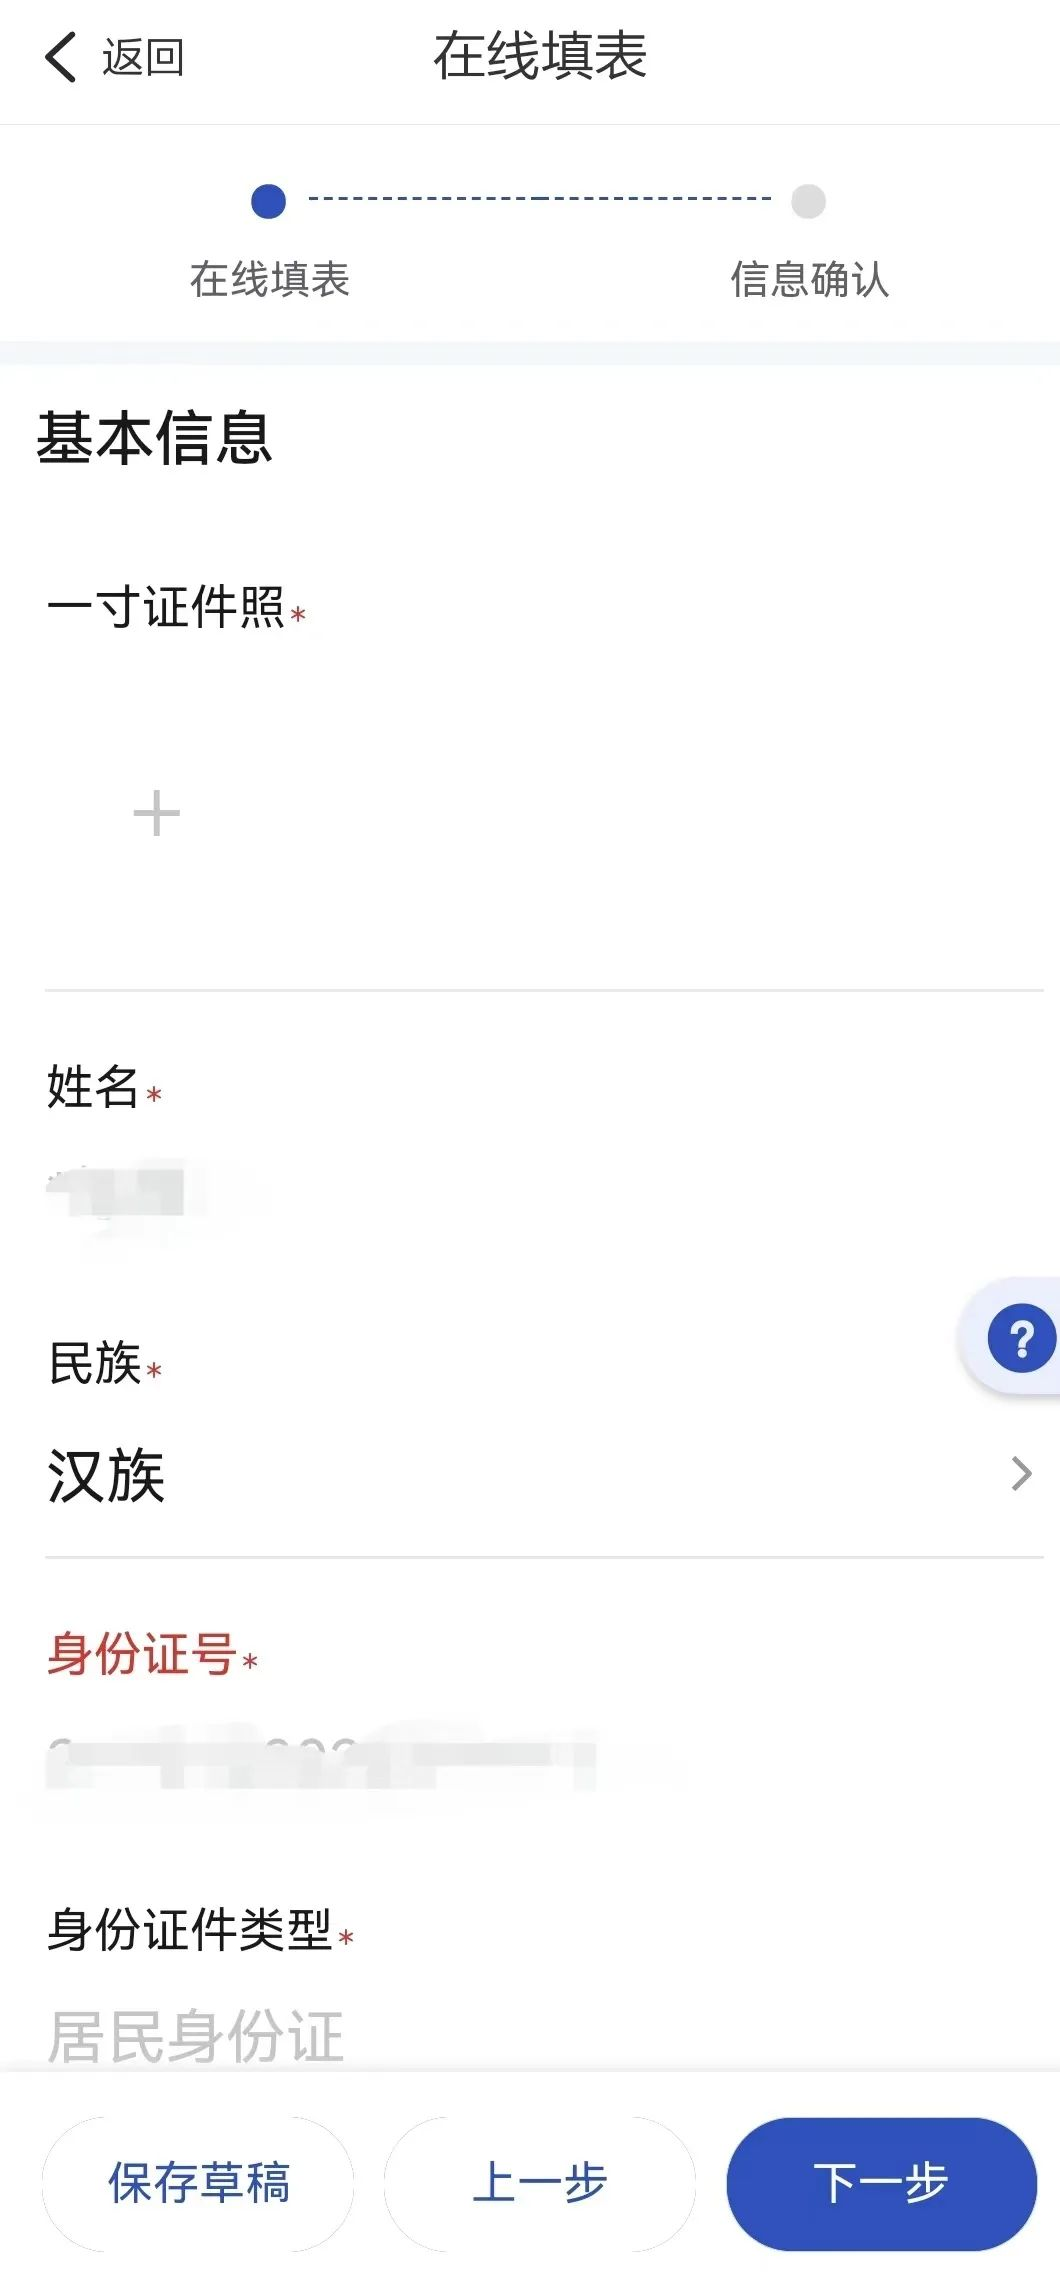 返回
在线填表
在线填表
信息确认
基本信息
一寸证件照*
姓名*
民族*
汉族
身份证号*
身份证件类型*
居民身份证
保存草稿
上一步
下一步